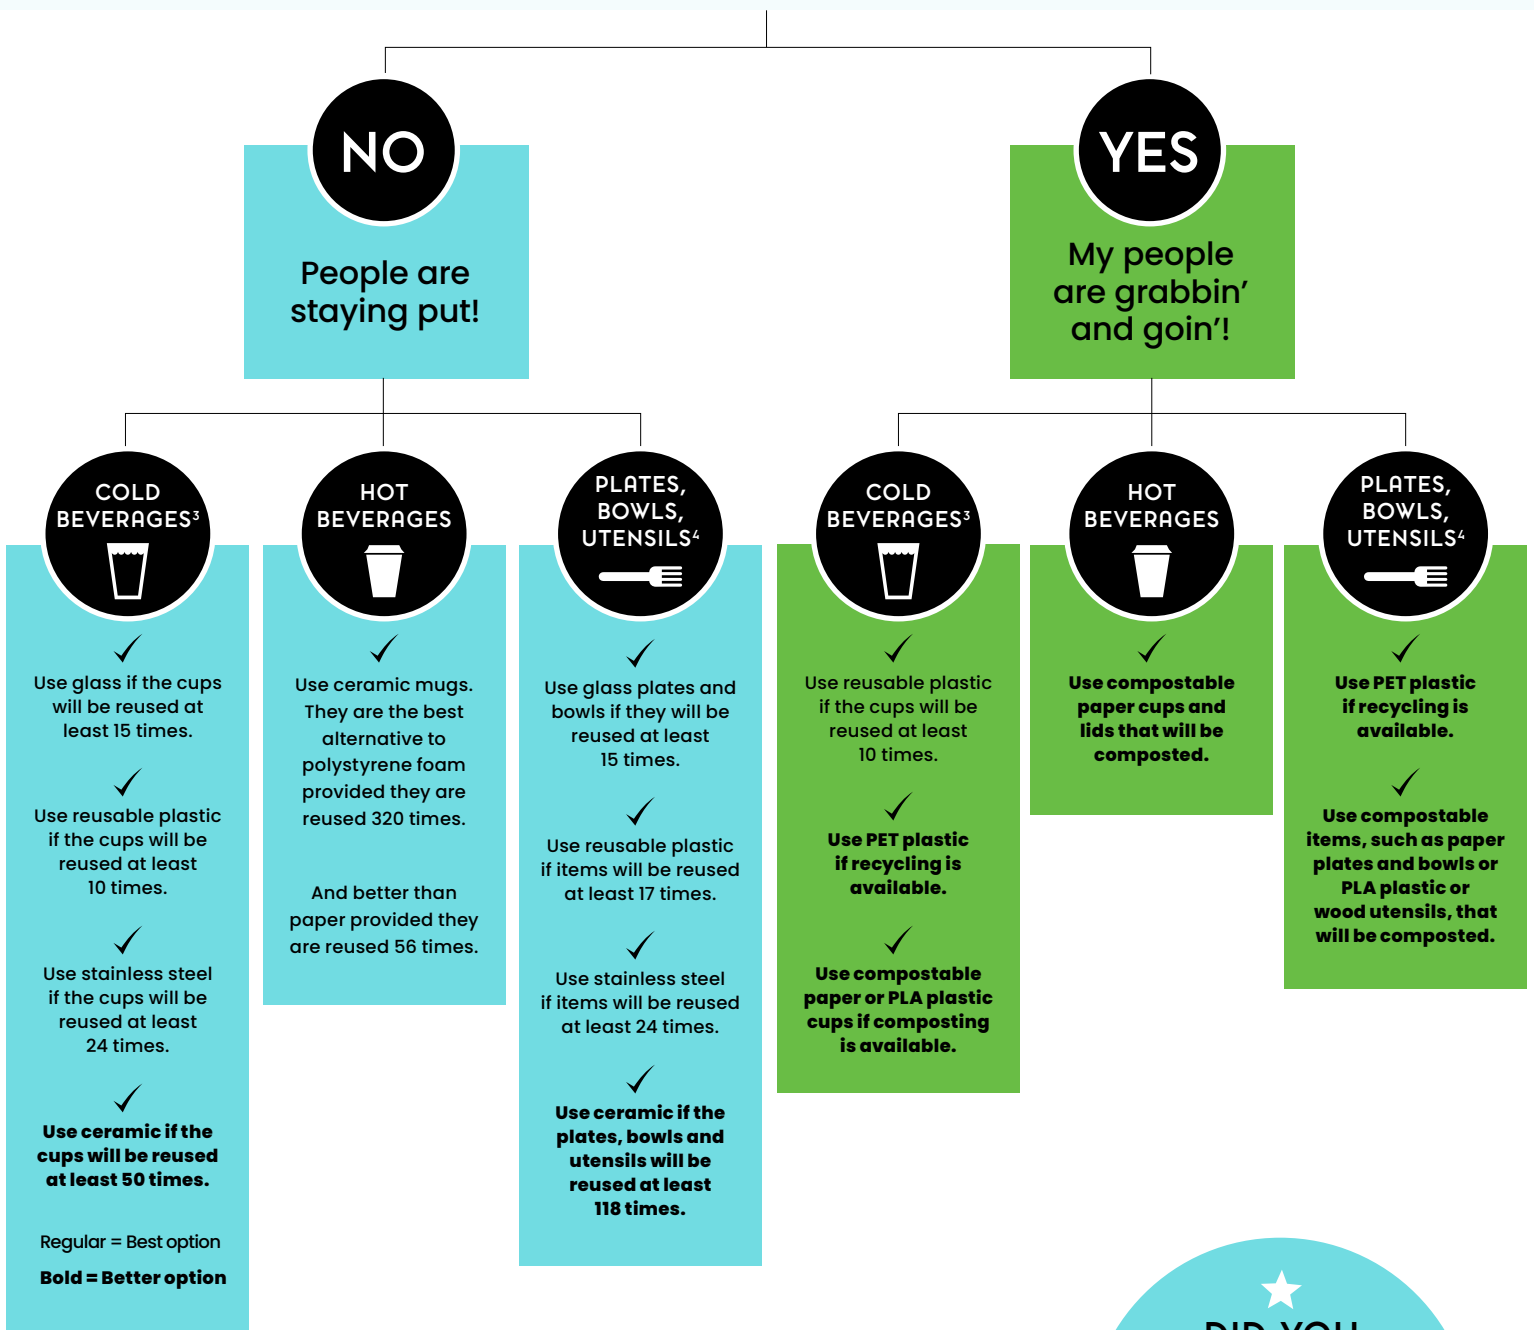 NO
People are
staying put!
YES
My people
are grabbin’
and goin’!
COLD
BEVERAGES³
Use glass if the cups
will be reused at
least 15 times.
Use reusable plastic
if the cups will be
reused at least
10 times.
Use stainless steel
if the cups will be
reused at least
24 times.
Use ceramic if the
cups will be reused
at least 50 times.
Regular = Best option
Bold = Better option
HOT
BEVERAGES
Use ceramic mugs.
They are the best
alternative to
polystyrene foam
provided they are
reused 320 times.
And better than
paper provided they
are reused 56 times.
PLATES,
BOWLS,
UTENSILS⁴
Use glass plates and
bowls if they will be
reused at least
15 times.
Use reusable plastic
if items will be reused
at least 17 times.
Use stainless steel
if items will be reused
at least 24 times.
Use ceramic if the
plates, bowls and
utensils will be
reused at least
118 times.
COLD
BEVERAGES³
Use reusable plastic
if the cups will be
reused at least
10 times.
Use PET plastic
if recycling is
available.
Use compostable
paper or PLA plastic
cups if composting
is available.
HOT
BEVERAGES
Use compostable
paper cups and
lids that will be
composted.
PLATES,
BOWLS,
UTENSILS⁴
Use PET plastic
if recycling is
available.
Use compostable
items, such as paper
plates and bowls or
PLA plastic or
wood utensils, that
will be composted.
DID YOU